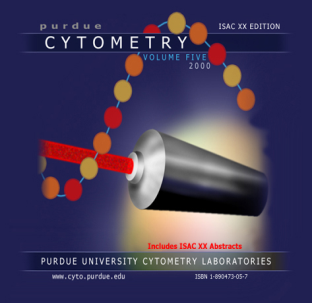 purdue
ISAC XX EDITION
CYTOMETRY
VOLUME FIVE
2000
Includes ISAC XX Abstracts
PURDUE UNIVERSITY CYTOMETRY LABORATORIES
www.cyto.purdue.edu ISBN 1-890473-05-7